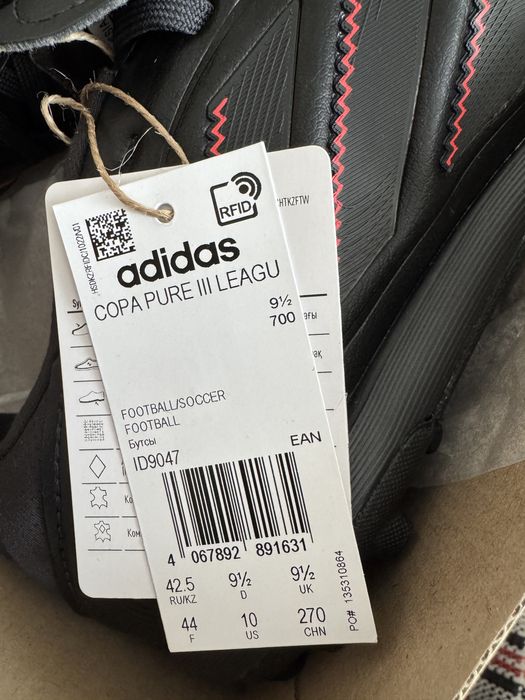 RFID
adidas
COPA PURE III LEAGU
9½
700
FOOTBALL/SOCCER
FOOTBALL
Бутсы
ID9047
EAN
4 067892 891631
42.5 9½ 9½
RU/KZ D UK
44 10 270
F US CHN
PO# 135310864
HTKZFTW